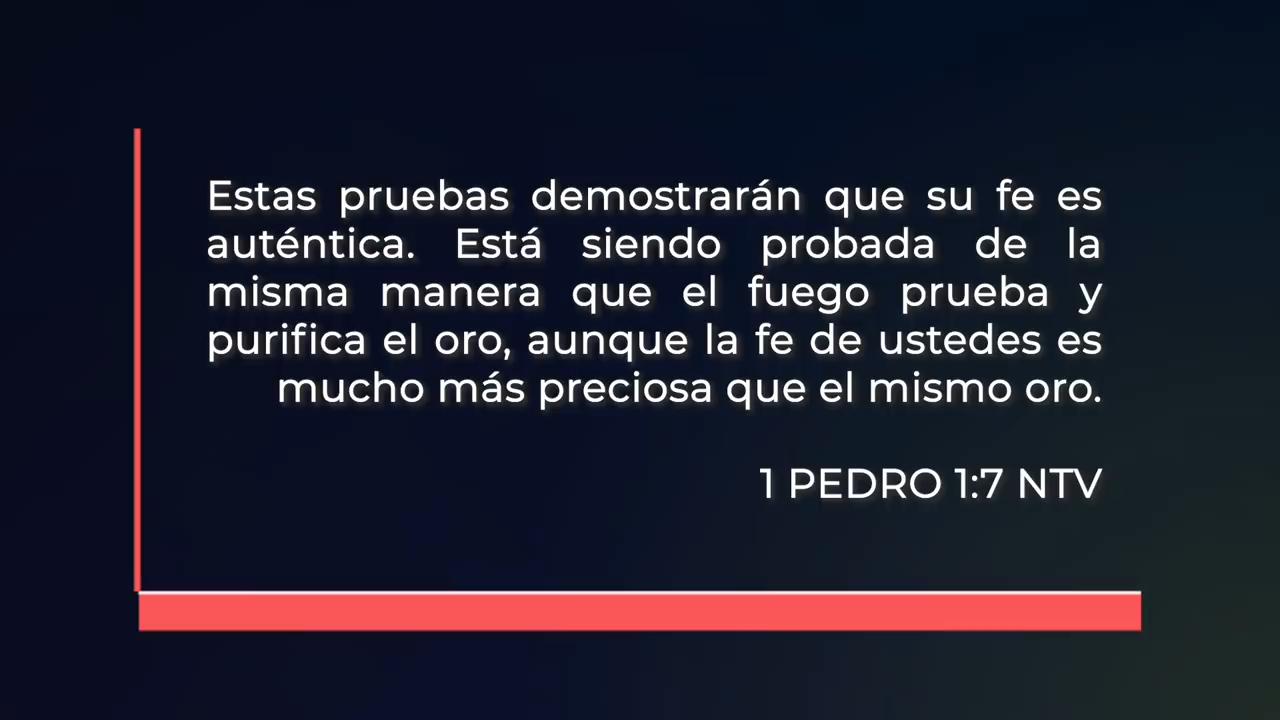 Estas pruebas demostrarán que su fe es
auténtica. Está siendo probada de la
misma manera que el fuego prueba y
purifica el oro, aunque la fe de ustedes es
mucho más preciosa que el mismo oro.
1 PEDRO 1:7 NTV